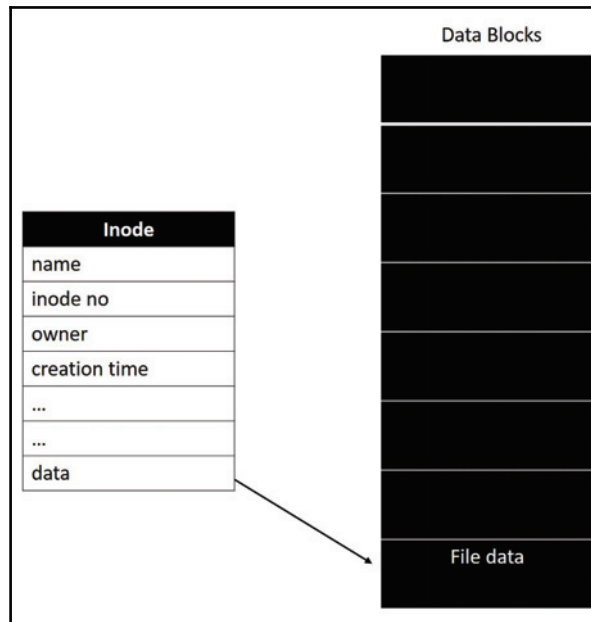 Data Blocks
Inode
name
inode no
owner
creation time
...
...
data
File data